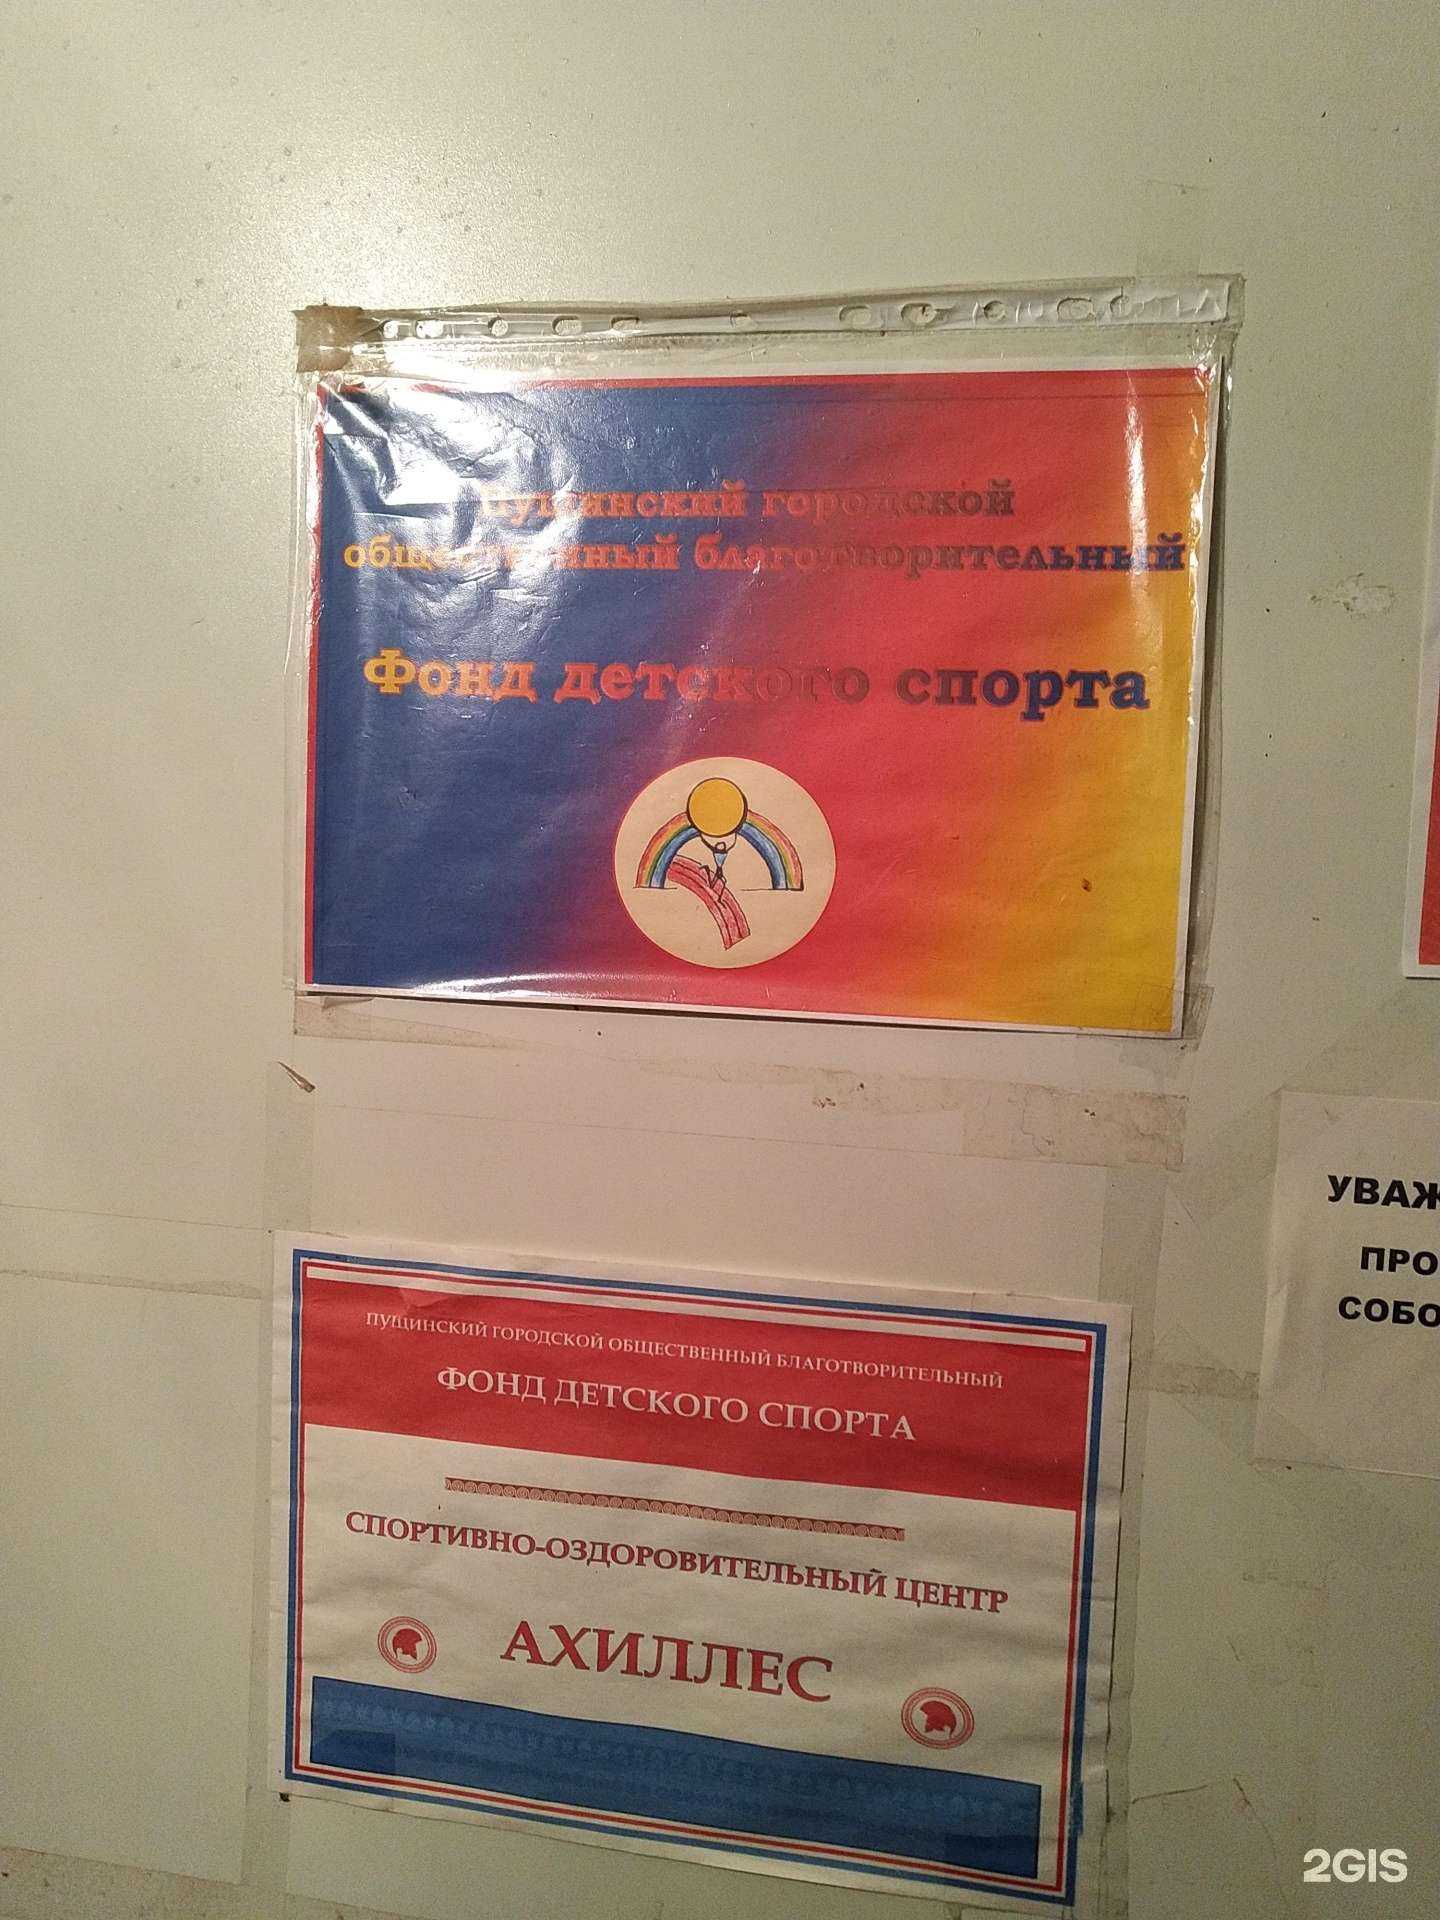 Пущинский городской
общественный благотворительный
Фонд детского спорта
ПУЩИНСКИЙ ГОРОДСКОЙ ОБЩЕСТВЕННЫЙ БЛАГОТВОРИТЕЛЬНЫЙ
ФОНД ДЕТСКОГО СПОРТА
СПОРТИВНО-ОЗДОРОВИТЕЛЬНЫЙ ЦЕНТР
АХИЛЛЕС
УВАЖ
ПРО
СОБО
2GIS